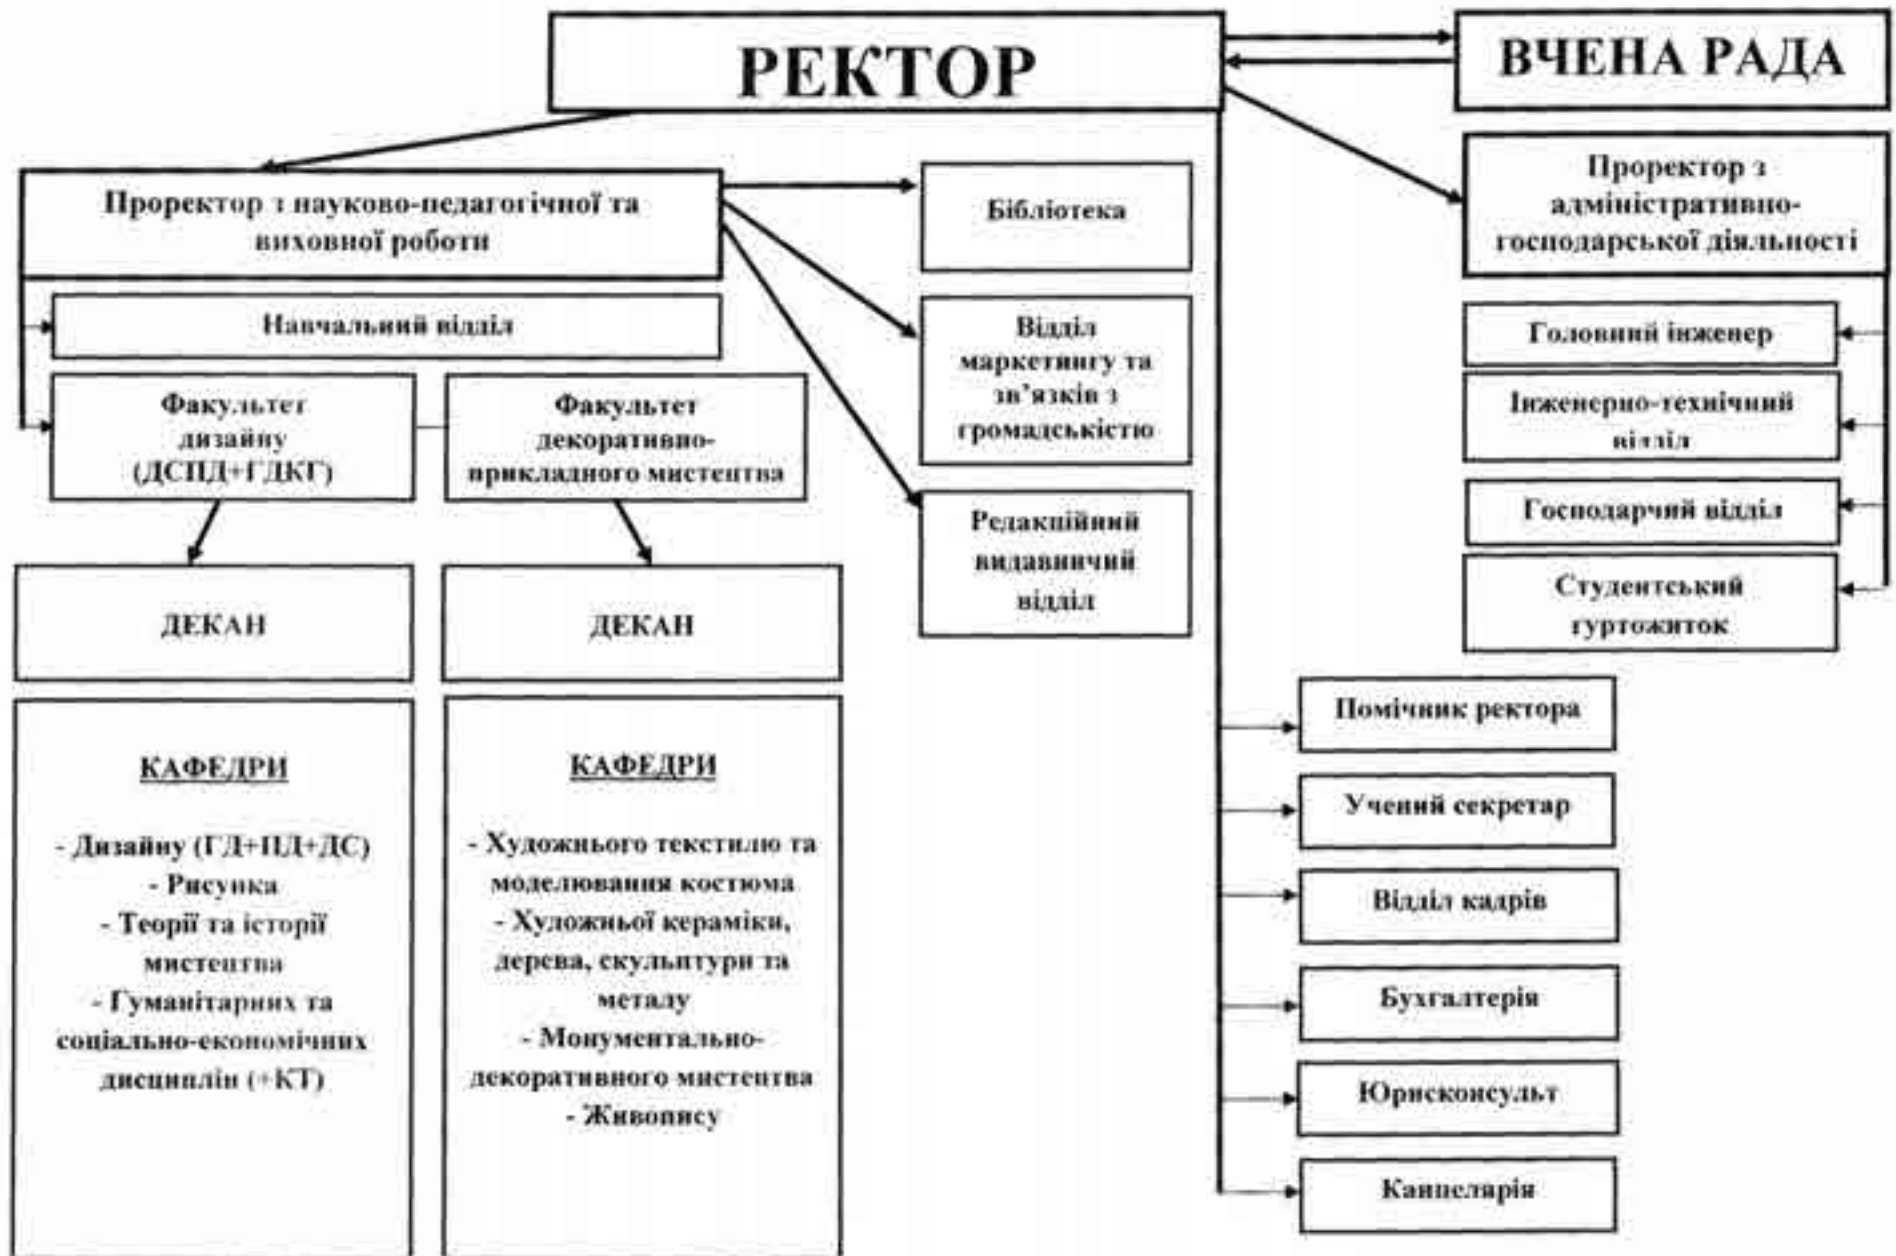 РЕКТОР
ВЧЕНА РАДА
Проректор з науково-педагогічної та
виховної роботи
Бібліотека
Проректор з
адміністративно-
господарської діяльності
Навчальний відділ
Відділ
маркетингу та
зв’язків з
громадськістю
Головний інженер
Факультет
дизайну
(ДСПД+ГДКГ)
Факультет
декоративно-
прикладного мистецтва
Інженерно-технічний
відділ
Редакційний
видавничий
відділ
Господарчий відділ
Студентський
гуртожиток
ДЕКАН
ДЕКАН
Помічник ректора
Учений секретар
Відділ кадрів
Бухгалтерія
Юрисконсульт
Канцелярія
КАФЕДРИ
- Дизайну (ГД+ПД+ДС)
- Рисунка
- Теорії та історії
мистецтва
- Гуманітарних та
соціально-економічних
дисциплін (+КТ)
КАФЕДРИ
- Художнього текстилю та
моделювання костюма
- Художньої кераміки,
дерева, скульптури та
металу
- Монументально-
декоративного мистецтва
- Живопису